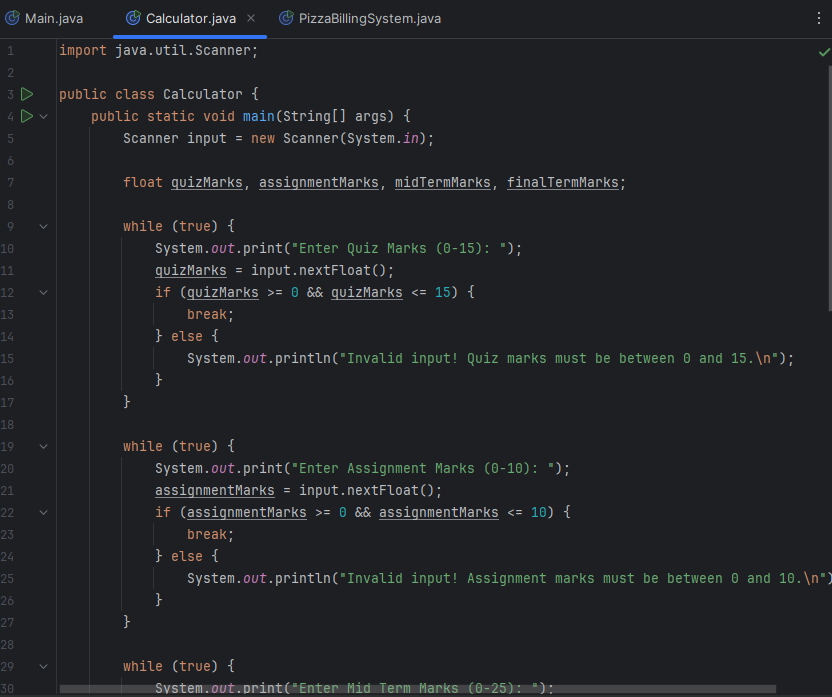 Main.java Calculator.java PizzaBillingSystem.java
1 import java.util.Scanner;
2
3 public class Calculator {
4 public static void main(String[] args) {
5 Scanner input = new Scanner(System.in);
6
7 float quizMarks, assignmentMarks, midTermMarks, finalTermMarks;
8
9 while (true) {
10 System.out.print("Enter Quiz Marks (0-15): ");
11 quizMarks = input.nextFloat();
12 if (quizMarks >= 0 && quizMarks <= 15) {
13 break;
14 } else {
15 System.out.println("Invalid input! Quiz marks must be between 0 and 15.\n");
16 }
17 }
18
19 while (true) {
20 System.out.print("Enter Assignment Marks (0-10): ");
21 assignmentMarks = input.nextFloat();
22 if (assignmentMarks >= 0 && assignmentMarks <= 10) {
23 break;
24 } else {
25 System.out.println("Invalid input! Assignment marks must be between 0 and 10.\n")
26 }
27 }
28
29 while (true) {
30 System.out.print("Enter Mid Term Marks (0-25): ");